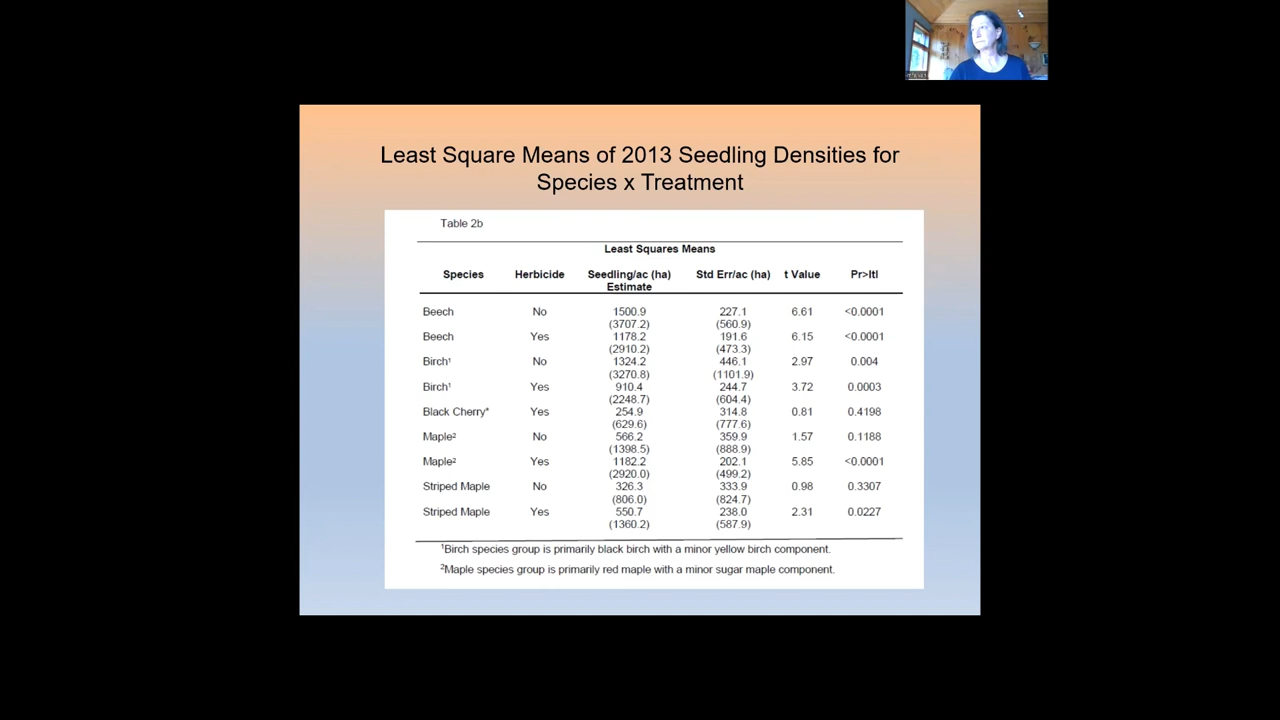 Least Square Means of 2013 Seedling Densities for
Species x Treatment
Table 2b
Least Squares Means
Species Herbicide Seedling/ac (ha) Std Err/ac (ha) t Value Pr>ItI
Estimate
Beech No 1500.9 227.1 6.61 <0.0001
(3707.2) (560.9)
Beech Yes 1178.2 191.6 6.15 <0.0001
(2910.2) (473.3)
Birch¹ No 1324.2 446.1 2.97 0.004
(3270.8) (1101.9)
Birch¹ Yes 910.4 244.7 3.72 0.0003
(2248.7) (604.4)
Black Cherry* Yes 254.9 314.8 0.81 0.4198
(629.6) (777.6)
Maple² No 566.2 359.9 1.57 0.1188
(1398.5) (888.9)
Maple² Yes 1182.2 202.1 5.85 <0.0001
(2920.0) (499.2)
Striped Maple No 326.3 333.9 0.98 0.3307
(806.0) (824.7)
Striped Maple Yes 550.7 238.0 2.31 0.0227
(1360.2) (587.9)
¹Birch species group is primarily black birch with a minor yellow birch component.
²Maple species group is primarily red maple with a minor sugar maple component.